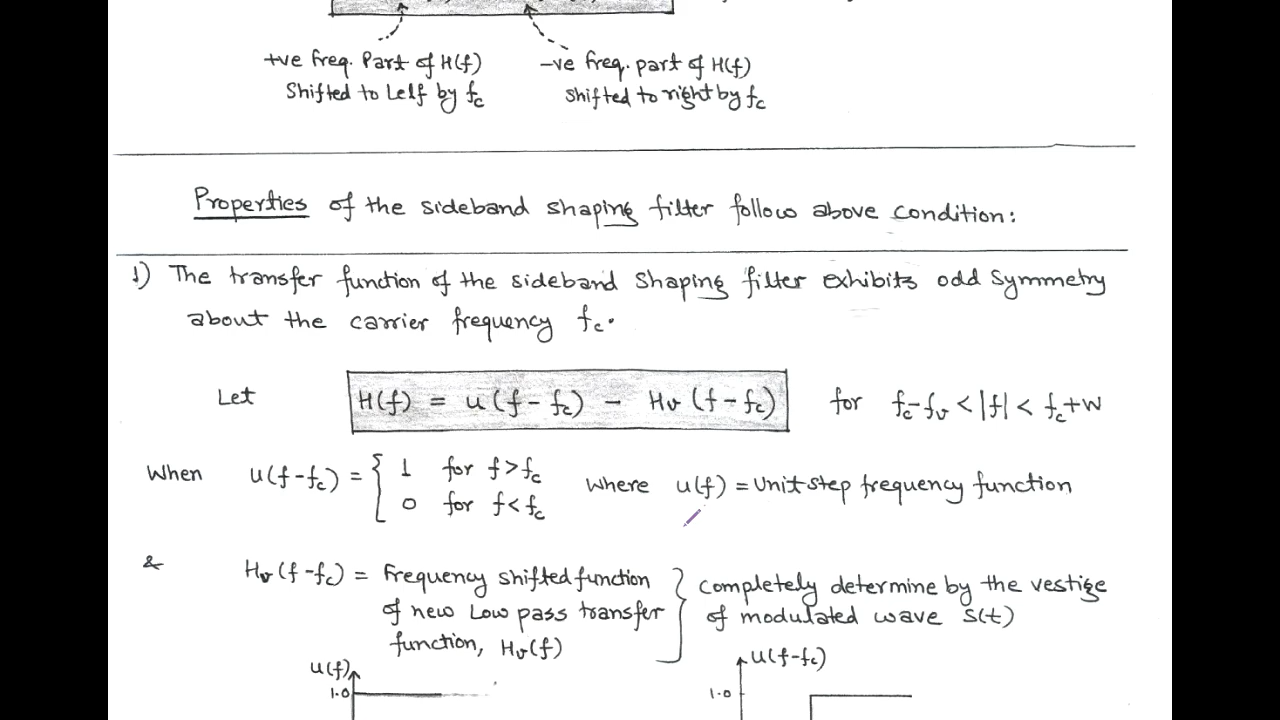 +ve freq. Part of H(f)
Shifted to Lelf by fc
-ve freq. part of H(f)
shifted to right by fc
Properties of the sideband shaping filter follow above condition:
1) The transfer function of the sideband shaping filter exhibits odd symmetry
about the carrier frequency fc.
Let H(f) = u(f-fc) - Hv(f-fc) for fc-fv < |f| < fc+W
When u(f-fc) = { 1 for f>fc
0 for f<fc
where u(f) = Unit step frequency function
& Hv(f-fc) = Frequency shifted function
of new Low pass transfer
function, Hv(f)
} Completely determine by the vestige
of modulated wave S(t)
u(f)
1.0
u(f-fc)
1.0